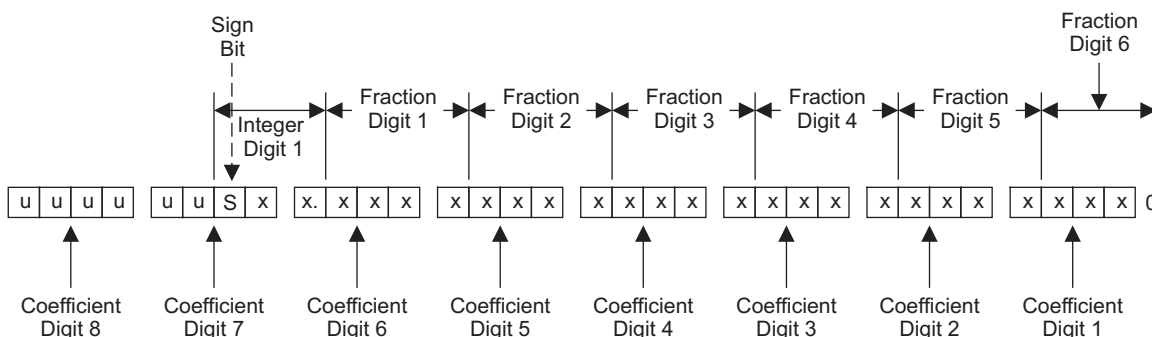 Sign
Bit
Fraction
Digit 6
Fraction
Digit 1
Fraction
Digit 2
Fraction
Digit 3
Fraction
Digit 4
Fraction
Digit 5
Integer
Digit 1
u u u u u u S x x. x x x x x x x x x x x x x x x x x x x x x x x 0
Coefficient
Digit 8
Coefficient
Digit 7
Coefficient
Digit 6
Coefficient
Digit 5
Coefficient
Digit 4
Coefficient
Digit 3
Coefficient
Digit 2
Coefficient
Digit 1